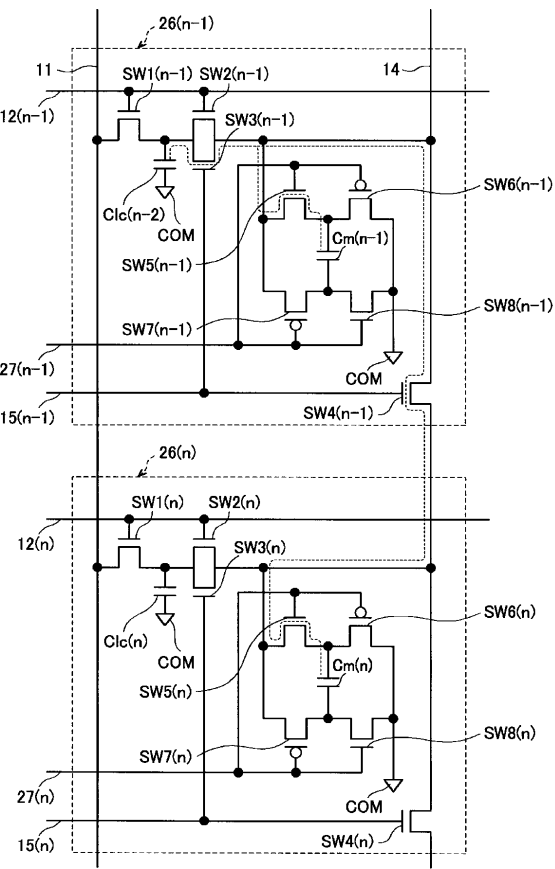 26(n-1)
11
SW1(n-1)
SW2(n-1)
14
12(n-1)
SW3(n-1)
Clc(n-2)
COM
SW6(n-1)
SW5(n-1)
Cm(n-1)
SW7(n-1)
SW8(n-1)
27(n-1)
COM
15(n-1)
SW4(n-1)
26(n)
SW1(n)
SW2(n)
12(n)
SW3(n)
Clc(n)
COM
SW6(n)
SW5(n)
Cm(n)
SW7(n)
SW8(n)
27(n)
COM
15(n)
SW4(n)